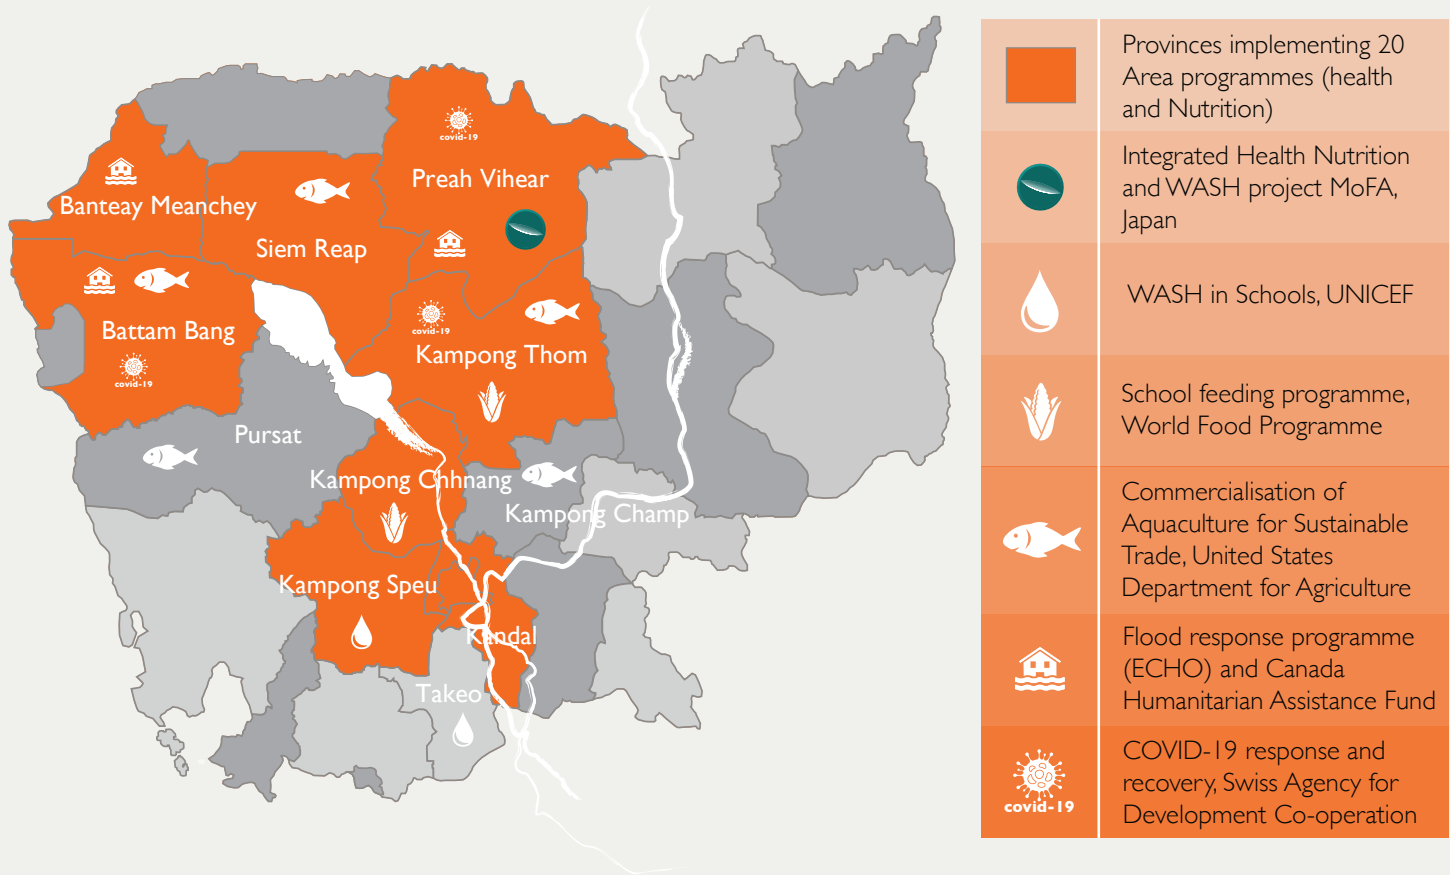 covid-19
Preah Vihear
Banteay Meanchey
Siem Reap
covid-19
Battam Bang
Kampong Thom
covid-19
Pursat
Kampong Chhnang
Kampong Champ
Kampong Speu
Kandal
Takeo
Provinces implementing 20
Area programmes (health
and Nutrition)
Integrated Health Nutrition
and WASH project MoFA,
Japan
WASH in Schools, UNICEF
School feeding programme,
World Food Programme
Commercialisation of
Aquaculture for Sustainable
Trade, United States
Department for Agriculture
Flood response programme
(ECHO) and Canada
Humanitarian Assistance Fund
covid-19
COVID-19 response and
recovery, Swiss Agency for
Development Co-operation